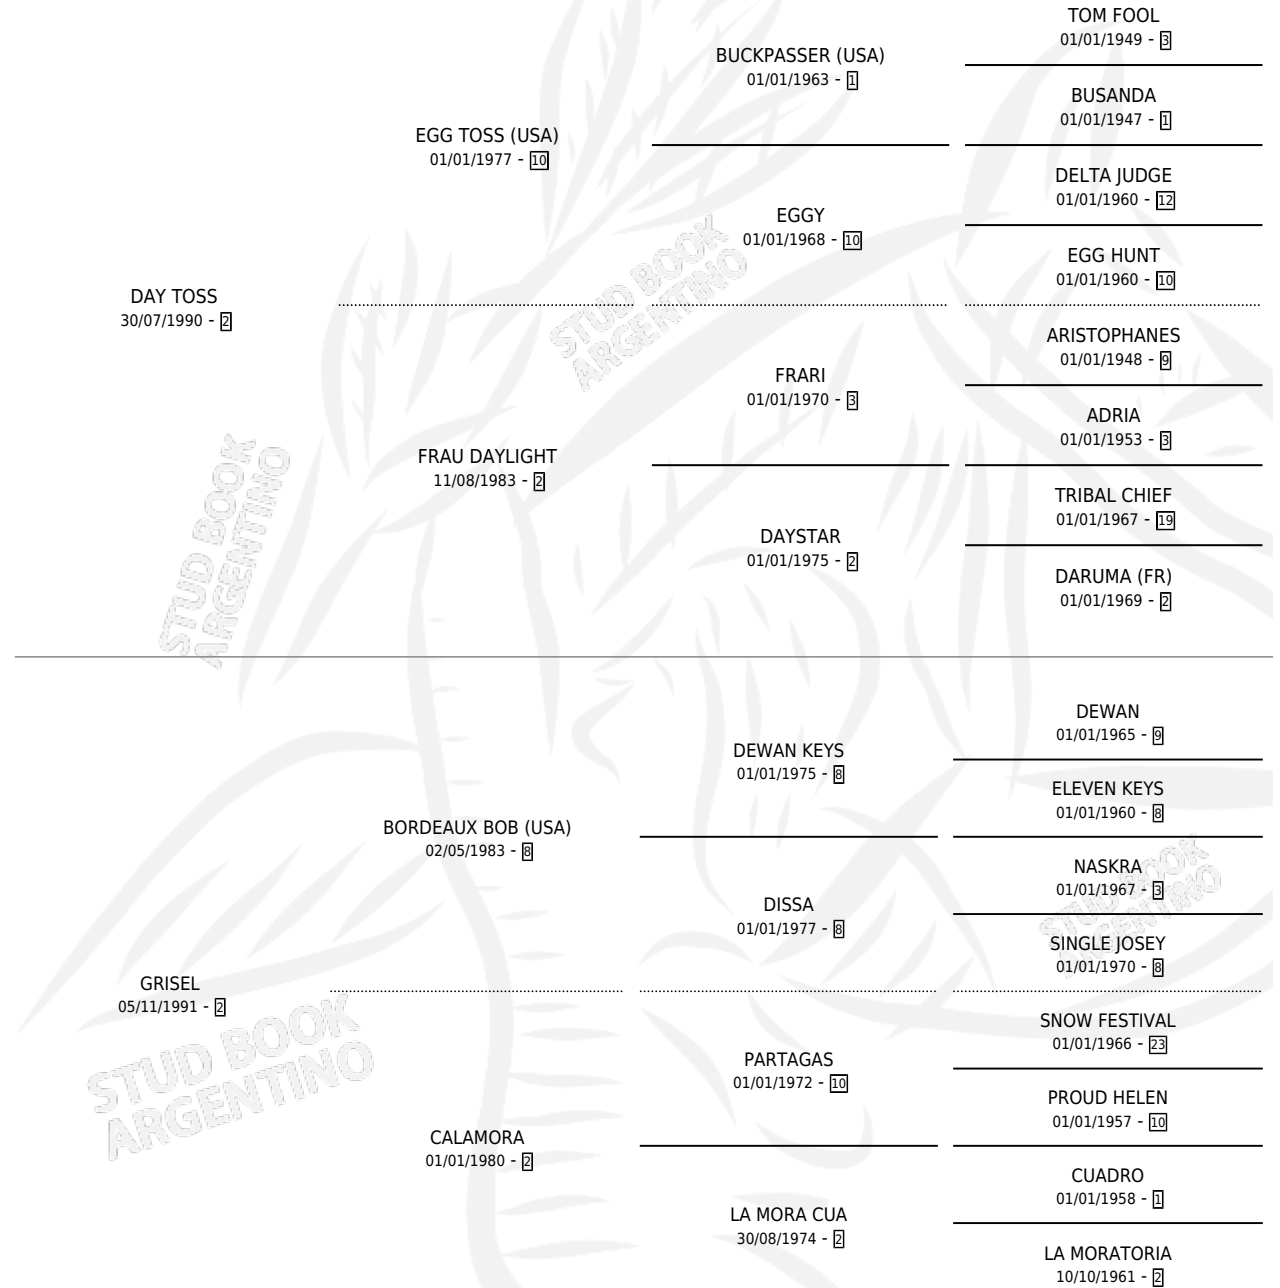 TOM FOOL
01/01/1949 - 3
BUCKPASSER (USA)
01/01/1963 - 1
BUSANDA
01/01/1947 - 1
EGG TOSS (USA)
01/01/1977 - 10
DELTA JUDGE
01/01/1960 - 12
EGGY
01/01/1968 - 10
EGG HUNT
01/01/1960 - 10
DAY TOSS
30/07/1990 - 2
ARISTOPHANES
01/01/1948 - 9
FRARI
01/01/1970 - 3
ADRIA
01/01/1953 - 3
FRAU DAYLIGHT
11/08/1983 - 2
TRIBAL CHIEF
01/01/1967 - 19
DAYSTAR
01/01/1975 - 2
DARUMA (FR)
01/01/1969 - 2
DEWAN
01/01/1965 - 9
DEWAN KEYS
01/01/1975 - 8
ELEVEN KEYS
01/01/1960 - 8
BORDEAUX BOB (USA)
02/05/1983 - 8
NASKRA
01/01/1967 - 3
DISSA
01/01/1977 - 8
SINGLE JOSEY
01/01/1970 - 8
GRISEL
05/11/1991 - 2
SNOW FESTIVAL
01/01/1966 - 23
PARTAGAS
01/01/1972 - 10
PROUD HELEN
01/01/1957 - 10
CALAMORA
01/01/1980 - 2
CUADRO
01/01/1958 - 1
LA MORA CUA
30/08/1974 - 2
LA MORATORIA
10/10/1961 - 2
STUD BOOK
ARGENTINO
STUD BOOK
ARGENTINO
STUD BOOK
ARGENTINO
STUD BOOK
ARGENTINO